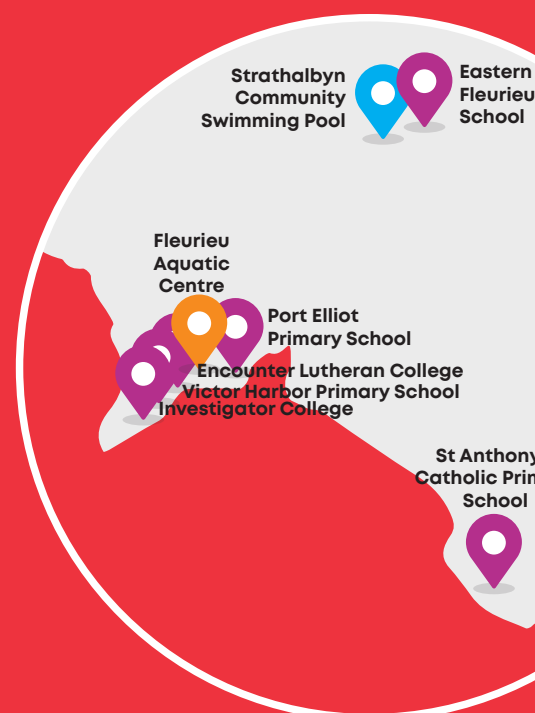 Strathalbyn
Community
Swimming Pool
Eastern
Fleurieu
School
Fleurieu
Aquatic
Centre
Port Elliot
Primary School
Encounter Lutheran College
Victor Harbor Primary School
Investigator College
St Anthony
Catholic Prim
School